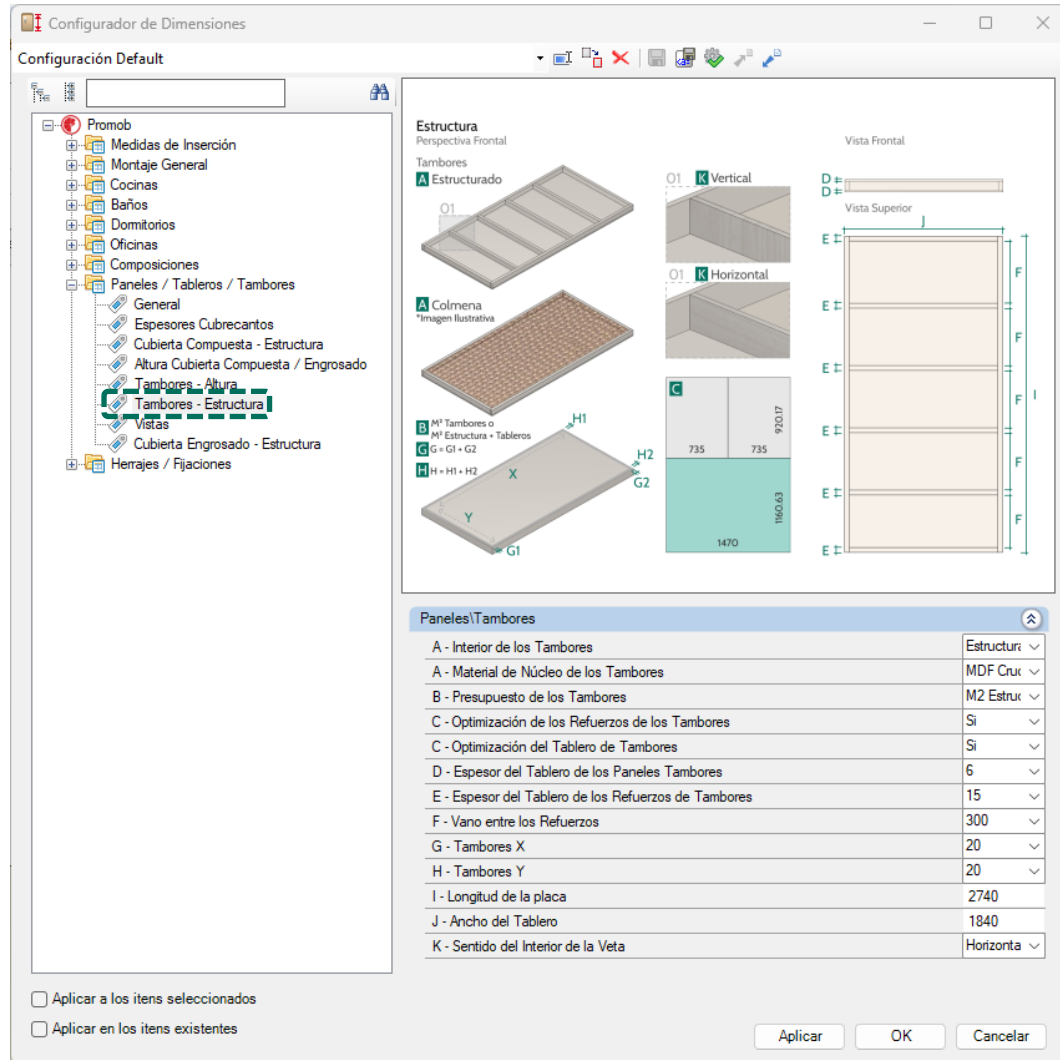 Configurador de Dimensiones
Configuración Default
Promob
Medidas de Inserción
Montaje General
Cocinas
Baños
Domitorios
Oficinas
Composiciones
Paneles / Tableros / Tambores
General
Espesores Cubrecantos
Cubierta Compuesta - Estructura
Altura Cubierta Compuesta / Engrosado
Tambores - Altura
Tambores - Estructura
Vistas
Cubierta Engrosado - Estructura
Herrajes / Fijaciones
Estructura
Perspectiva Frontal
Tambores
A Estructurado
O1
O1 K Vertical
O1 K Horizontal
A Colmena
*Imagen Ilustrativa
B M² Tambores o
M² Estructura + Tableros
G G = G1 + G2
H H = H1 + H2
H1
H2
G2
G1
X
Y
C
735
735
920.17
1160.63
1470
Vista Frontal
D
D
Vista Superior
J
E
F
E
F
E
F
I
E
F
E
F
E
Paneles\Tambores
A - Interior de los Tambores Estructura
A - Material de Núcleo de los Tambores MDF Cruc
B - Presupuesto de los Tambores M2 Estruc
C - Optimización de los Refuerzos de los Tambores Si
C - Optimización del Tablero de Tambores Si
D - Espesor del Tablero de los Paneles Tambores 6
E - Espesor del Tablero de los Refuerzos de Tambores 15
F - Vano entre los Refuerzos 300
G - Tambores X 20
H - Tambores Y 20
I - Longitud de la placa 2740
J - Ancho del Tablero 1840
K - Sentido del Interior de la Veta Horizonta
Aplicar a los itens seleccionados
Aplicar en los itens existentes
Aplicar OK Cancelar